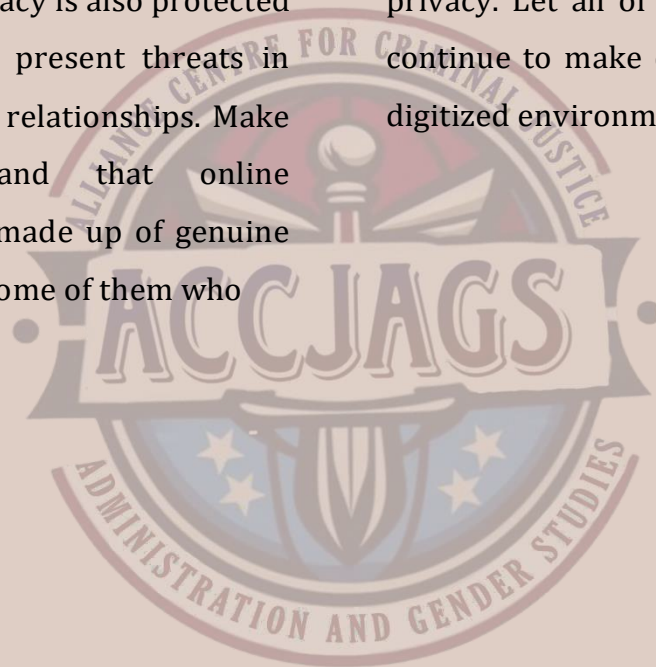 acy is also protected
present threats in
relationships. Make
and that online
made up of genuine
ome of them who
privacy. Let all of
continue to make
digitized environm
ALLIANCE CENTRE FOR CRIMINAL JUSTICE
ACCJAGS
ADMINISTRATION AND GENDER STUDIES